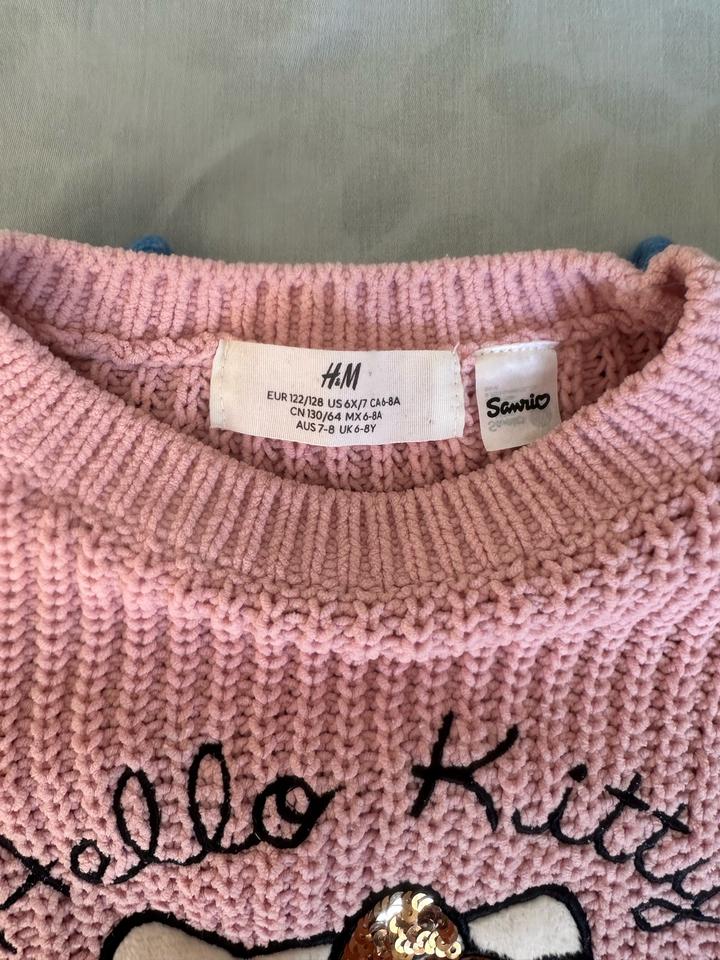 H&M
EUR 122/128 US 6X/7 CA6-8A
CN 130/64 MX 6-8A
AUS 7-8 UK 6-8Y
Sanrio
Hello Kitty